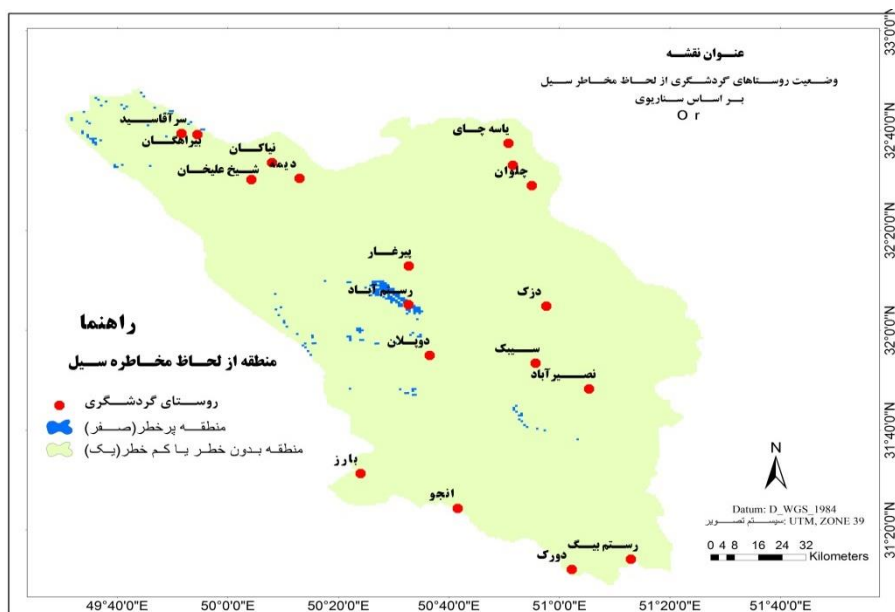 عنوان نقشه
وضعیت روستاهای گردشگری از لحاظ مخاطر سیل
بر اساس سناریوی
Or
سرآقاسید
بیراهگان
نیاکان
دیمه
شیخ علیخان
یاسه چای
چلوان
پیرغار
رستم آباد
دزک
دوپلان
سیبک
نصیرآباد
بارز
انجو
رستم بیگ
دورک
راهنما
منطقه از لحاظ مخاطره سیل
روستای گردشگری
منطقه پرخطر(صفر)
منطقه بدون خطر یا کم خطر(یک)
N
Datum: D_WGS_1984
سیستم تصویر: UTM, ZONE 39
0 4 8 16 24 32
Kilometers
33°0'0"N
32°40'0"N
32°20'0"N
32°0'0"N
31°40'0"N
31°20'0"N
49°40'0"E 50°0'0"E 50°20'0"E 50°40'0"E 51°0'0"E 51°20'0"E 51°40'0"E